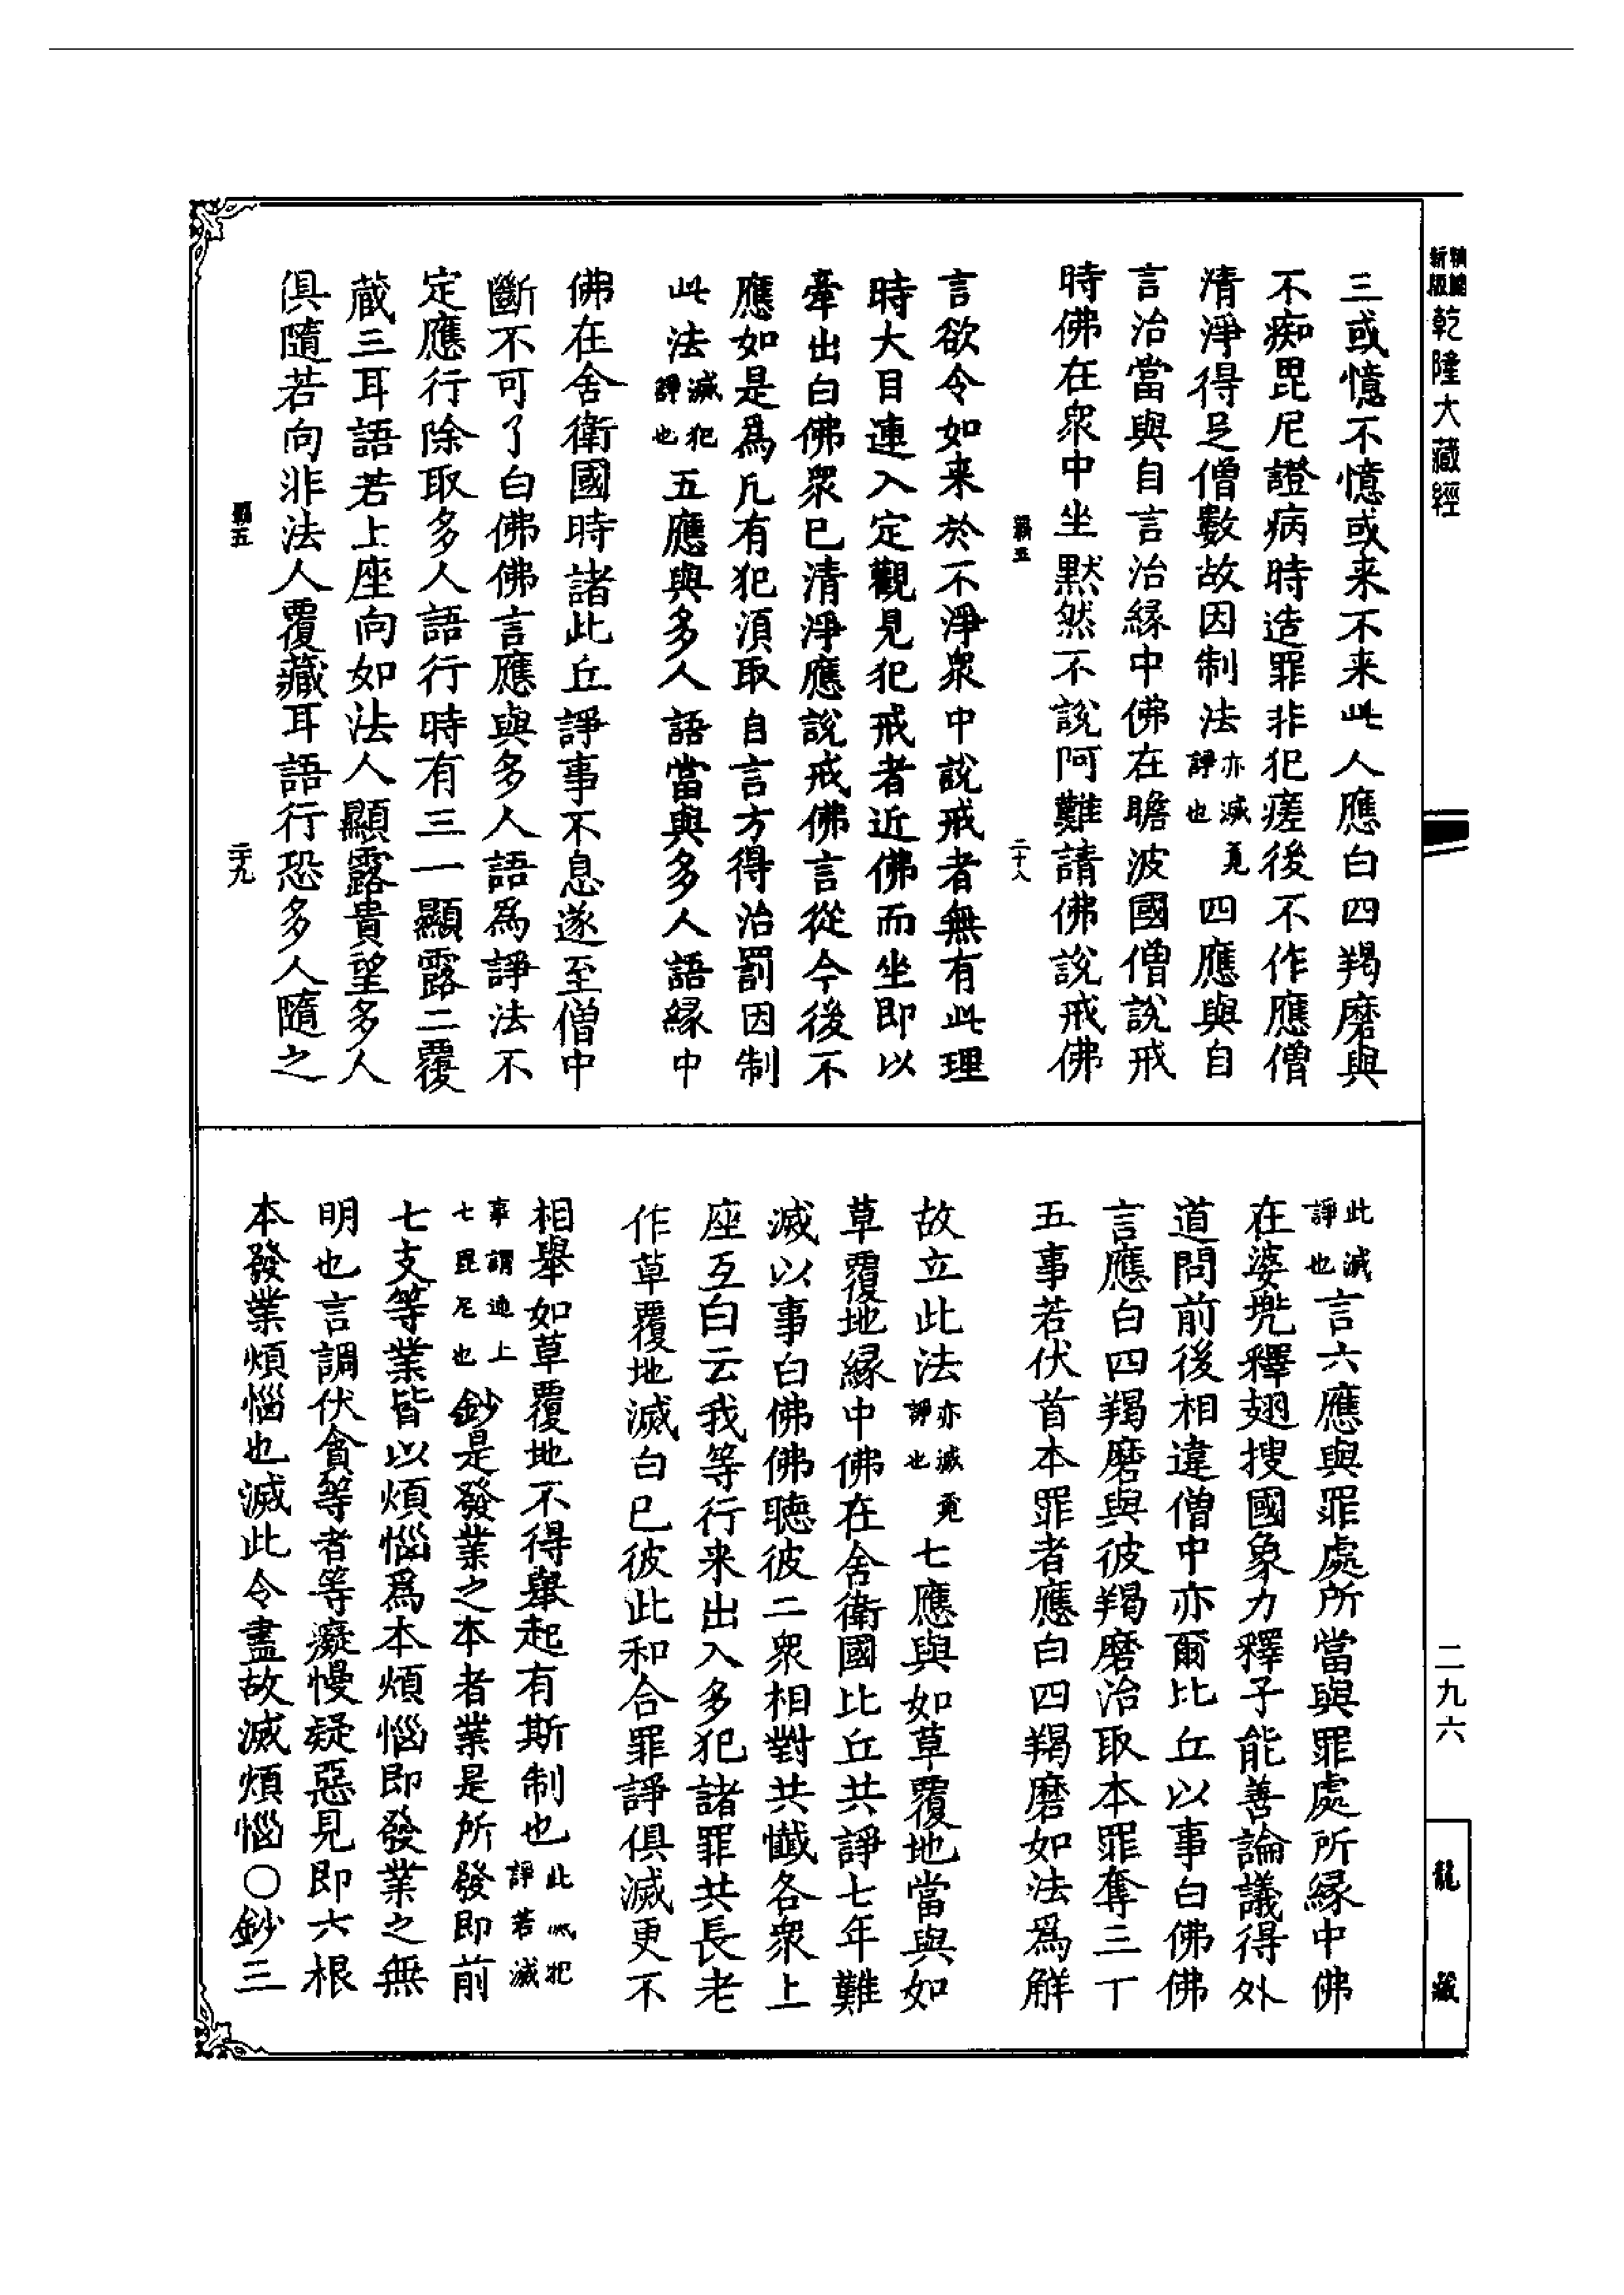 新編
新版
乾隆大藏經
三或憶不憶或来不来此人應白四羯磨與
不痴毘尼證病時造罪非犯瘥後不作應僧
清淨得足僧數故因制法亦滅覓諍也四應與自
言治當與自言治緣中佛在瞻波國僧說戒
時佛在衆中坐默然不說阿難請佛說戒佛
二十八
言欲令如来於不淨衆中說戒者無有此理
時大目連入定觀見犯戒者近佛而坐即以
牽出白佛衆已清淨應說戒佛言從今後不
應如是為凡有犯須取自言方得治罰因制
此法滅犯諍也五應與多人語當與多人語緣中
佛在舍衛國時諸比丘諍事不息遂至僧中
斷不可了白佛佛言應與多人語為諍法不
定應行除取多人語行時有三一顯露二覆
藏三耳語若上座向如法人顯露貴望多人
俱隨若向非法人覆藏耳語行恐多人隨之
二十九
此滅諍也言六應與罪處所當與罪處所緣中佛
在婆兠釋翅搜國象力釋子能善論議得外
道問前後相違僧中亦爾比丘以事白佛佛
言應白四羯磨與彼羯磨治取本罪奪三丁
五事若伏首本罪者應白四羯磨如法為解
故立此法亦滅覓諍也七應與如草覆地當與如
草覆地緣中佛在舍衛國比丘共諍七年難
滅以事白佛佛聽彼二衆相對共懺各衆上
座互白云我等行来出入多犯諸罪共長老
作草覆地滅白已彼此和合罪諍俱滅更不
相舉如草覆地不得舉起有斯制也此滅犯諍若滅
事謂連上七毘尼也鈔是發業之本者業是所發即前
七支等業皆以煩惱為本煩惱即發業之無
明也言調伏貪等者等癡慢疑惡見即六根
本發業煩惱也滅此令盡故滅煩惱○鈔三
二九六
龍藏